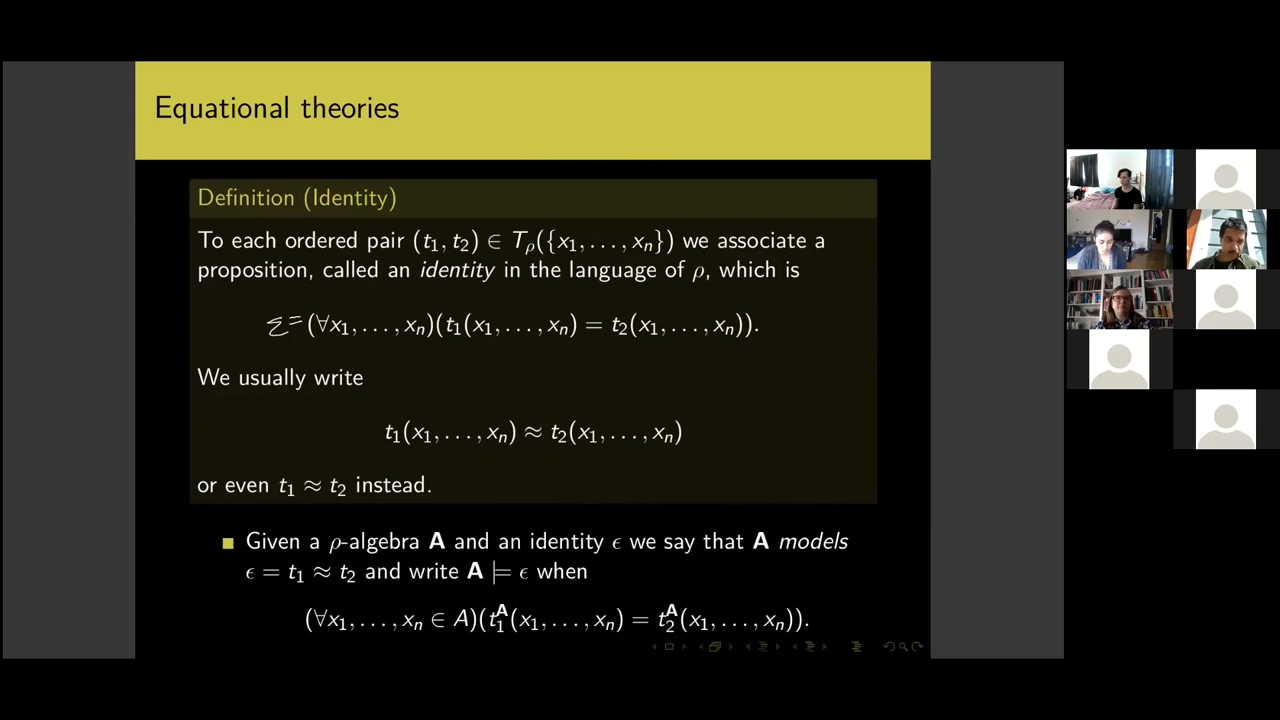 Equational theories
Definition (Identity)
To each ordered pair (t₁, t₂) ∈ Tρ({x₁, . . . , xₙ}) we associate a
proposition, called an identity in the language of ρ, which is
ε = (∀x₁, . . . , xₙ)(t₁(x₁, . . . , xₙ) = t₂(x₁, . . . , xₙ)).
We usually write
t₁(x₁, . . . , xₙ) ≈ t₂(x₁, . . . , xₙ)
or even t₁ ≈ t₂ instead.
Given a ρ-algebra A and an identity ϵ we say that A models
ϵ = t₁ ≈ t₂ and write A ⊨ ϵ when
(∀x₁, . . . , xₙ ∈ A)(t₁ᴬ(x₁, . . . , xₙ) = t₂ᴬ(x₁, . . . , xₙ)).